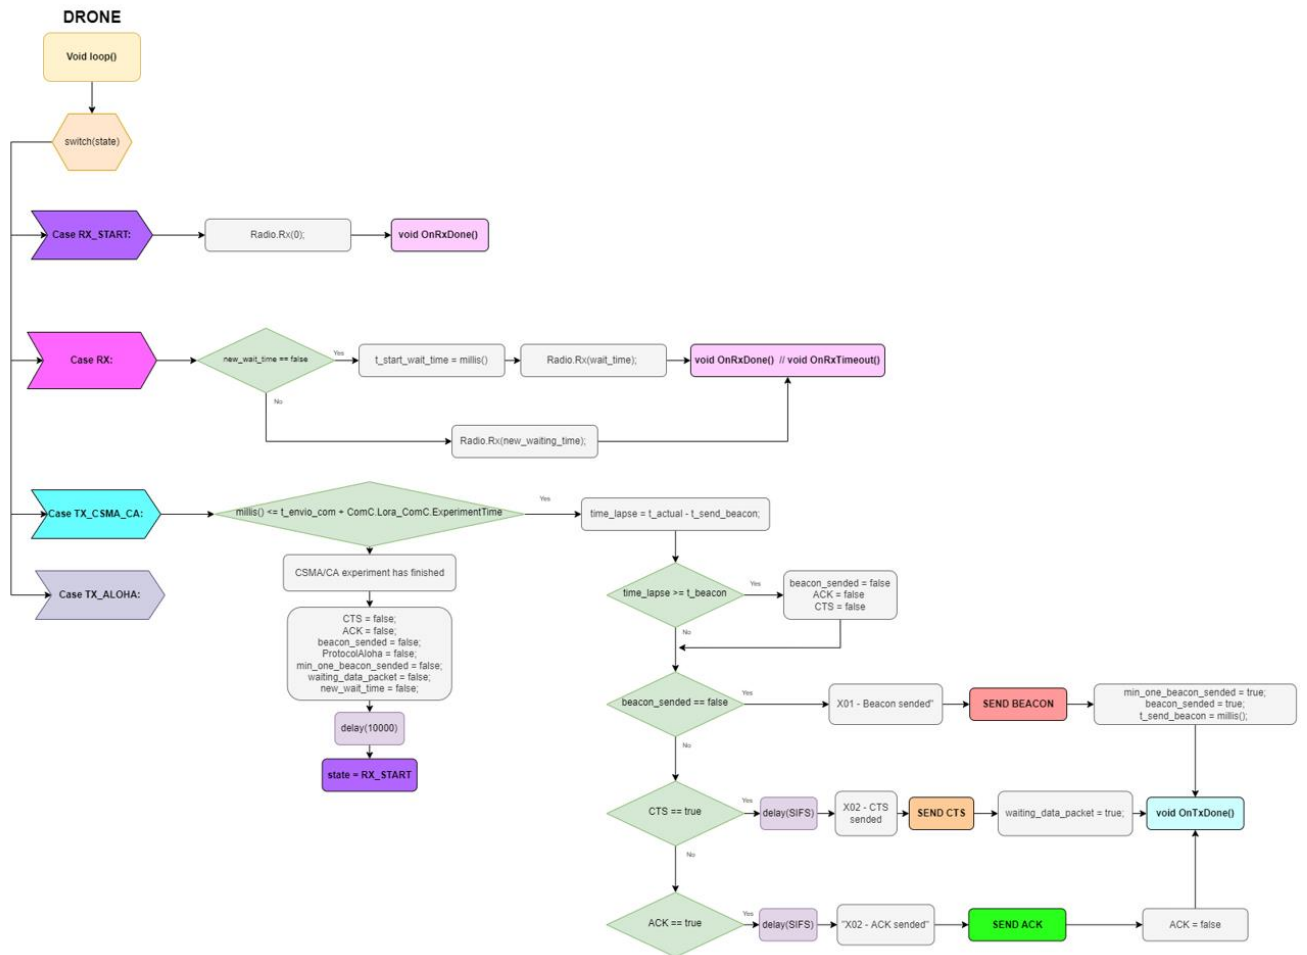 DRONE
Void loop()
switch(state)
Case RX_START:
Radio.Rx(0);
void OnRxDone()
Case RX:
new_wait_time == false
Yes
t_start_wait_time = millis()
Radio.Rx(wait_time);
void OnRxDone()  // void OnRxTimeout()
No
Radio.Rx(new_waiting_time);
Case TX_CSMA_CA:
millis() <= t_envio_com + ComC.Lora_ComC.ExperimentTime
Yes
time_lapse = t_actual - t_send_beacon;
CSMA/CA experiment has finished
Case TX_ALOHA:
time_lapse >= t_beacon
Yes
beacon_sended = false
ACK = false
CTS = false
No
CTS = false;
ACK = false;
beacon_sended = false;
ProtocolAloha = false;
min_one_beacon_sended = false;
waiting_data_packet = false;
new_wait_time = false;
delay(10000)
state = RX_START
beacon_sended == false
Yes
X01 - Beacon sended"
SEND BEACON
min_one_beacon_sended = true;
beacon_sended = true;
t_send_beacon = millis();
No
CTS == true
Yes
delay(SIFS)
X02 - CTS
sended
SEND CTS
waiting_data_packet = true;
void OnTxDone()
No
ACK == true
Yes
delay(SIFS)
"X02 - ACK sended"
SEND ACK
ACK = false